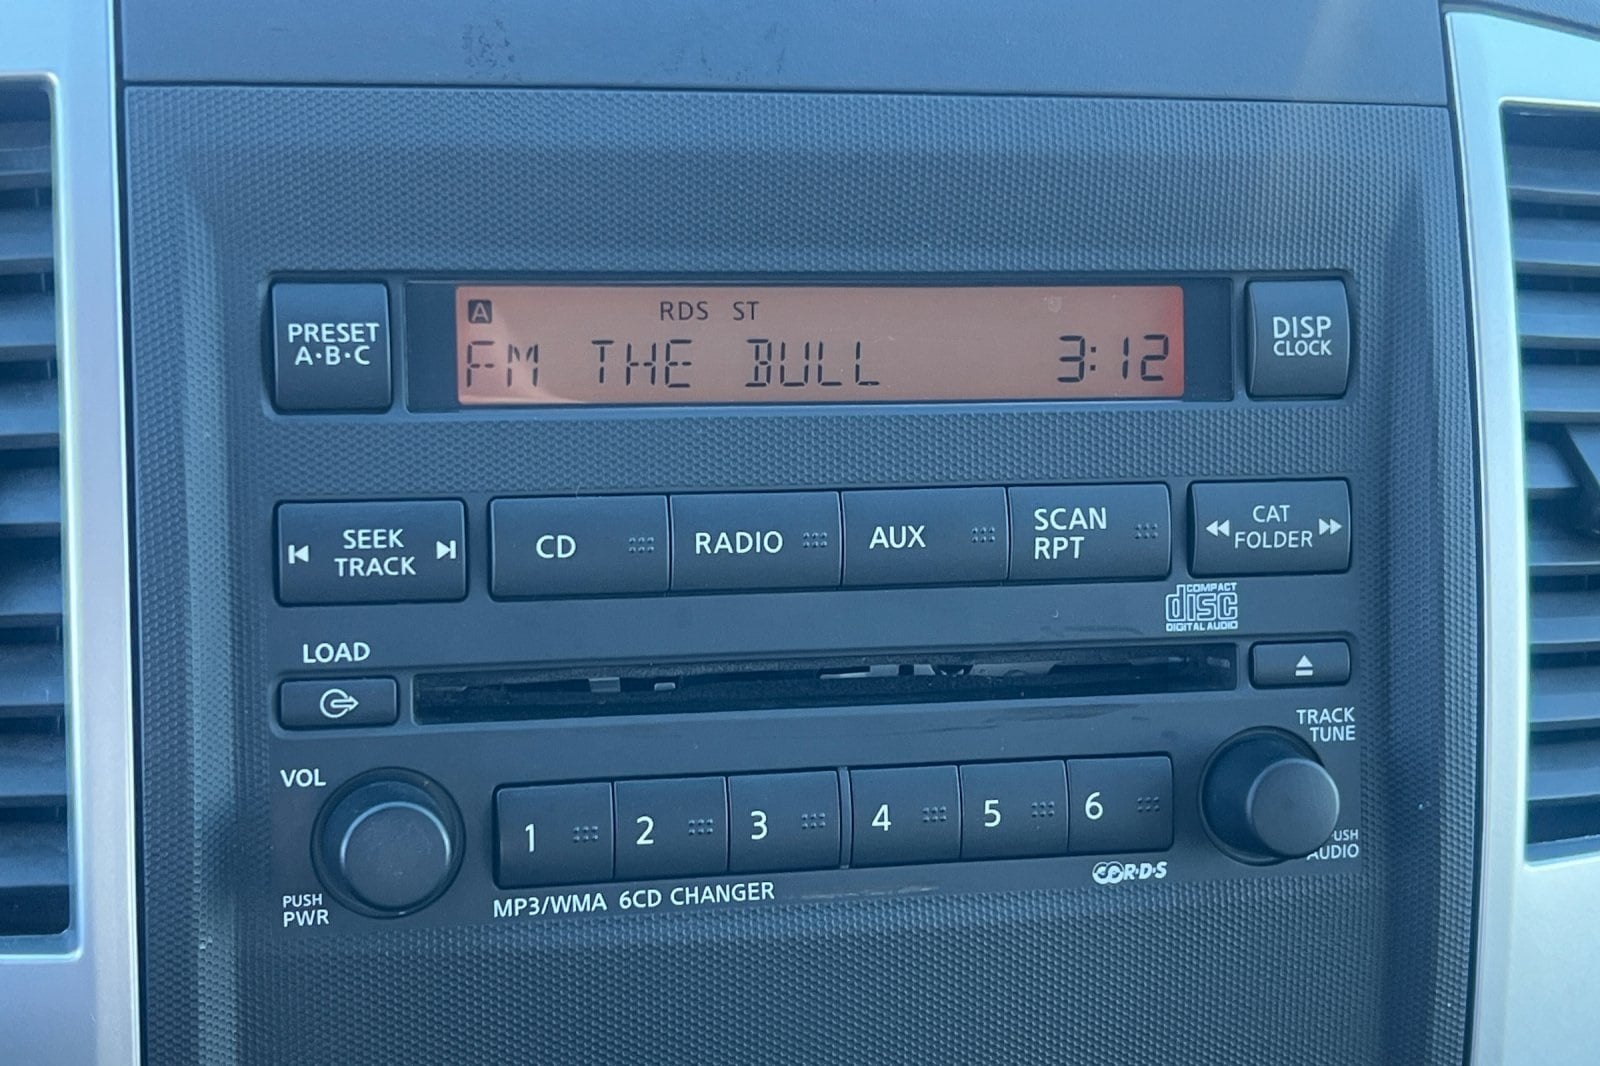 A RDS ST
FM THE BULL 3:12
PRESET
A·B·C
DISP
CLOCK
SEEK
TRACK
CD
RADIO
AUX
SCAN
RPT
CAT
FOLDER
COMPACT
disc
DIGITAL AUDIO
LOAD
TRACK
TUNE
VOL
1 2 3 4 5 6
PUSH
PWR
USH
AUDIO
MP3/WMA 6CD CHANGER
R·D·S